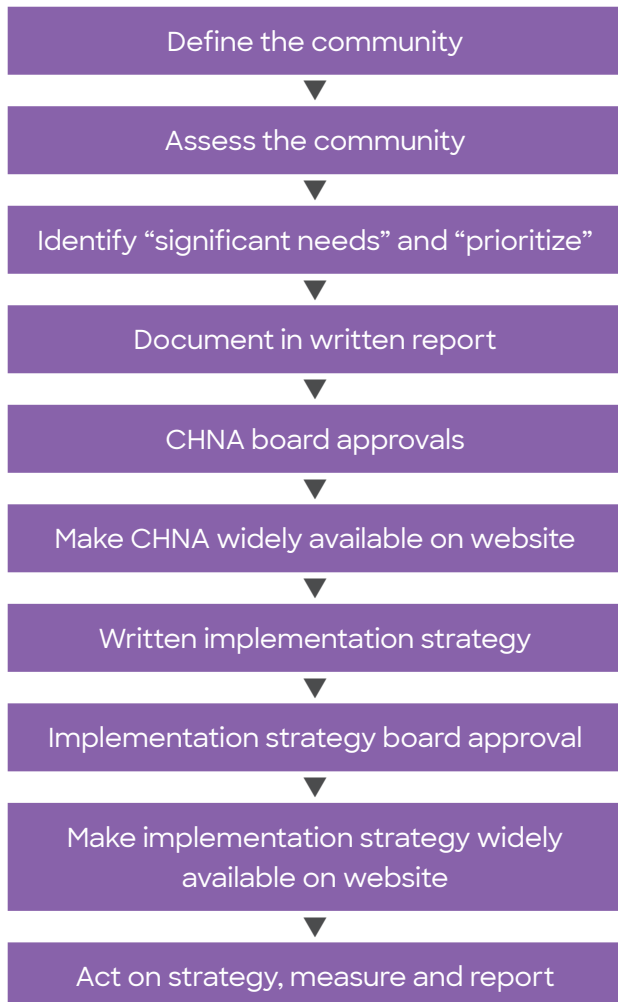 Define the community
Assess the community
Identify “significant needs” and “prioritize”
Document in written report
CHNA board approvals
Make CHNA widely available on website
Written implementation strategy
Implementation strategy board approval
Make implementation strategy widely
available on website
Act on strategy, measure and report